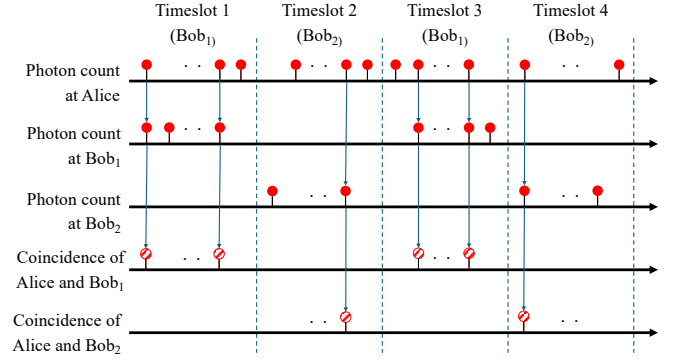 Timeslot 1 Timeslot 2 Timeslot 3 Timeslot 4
(Bob₁) (Bob₂) (Bob₁) (Bob₂)
Photon count
at Alice
Photon count
at Bob₁
Photon count
at Bob₂
Coincidence of
Alice and Bob₁
Coincidence of
Alice and Bob₂